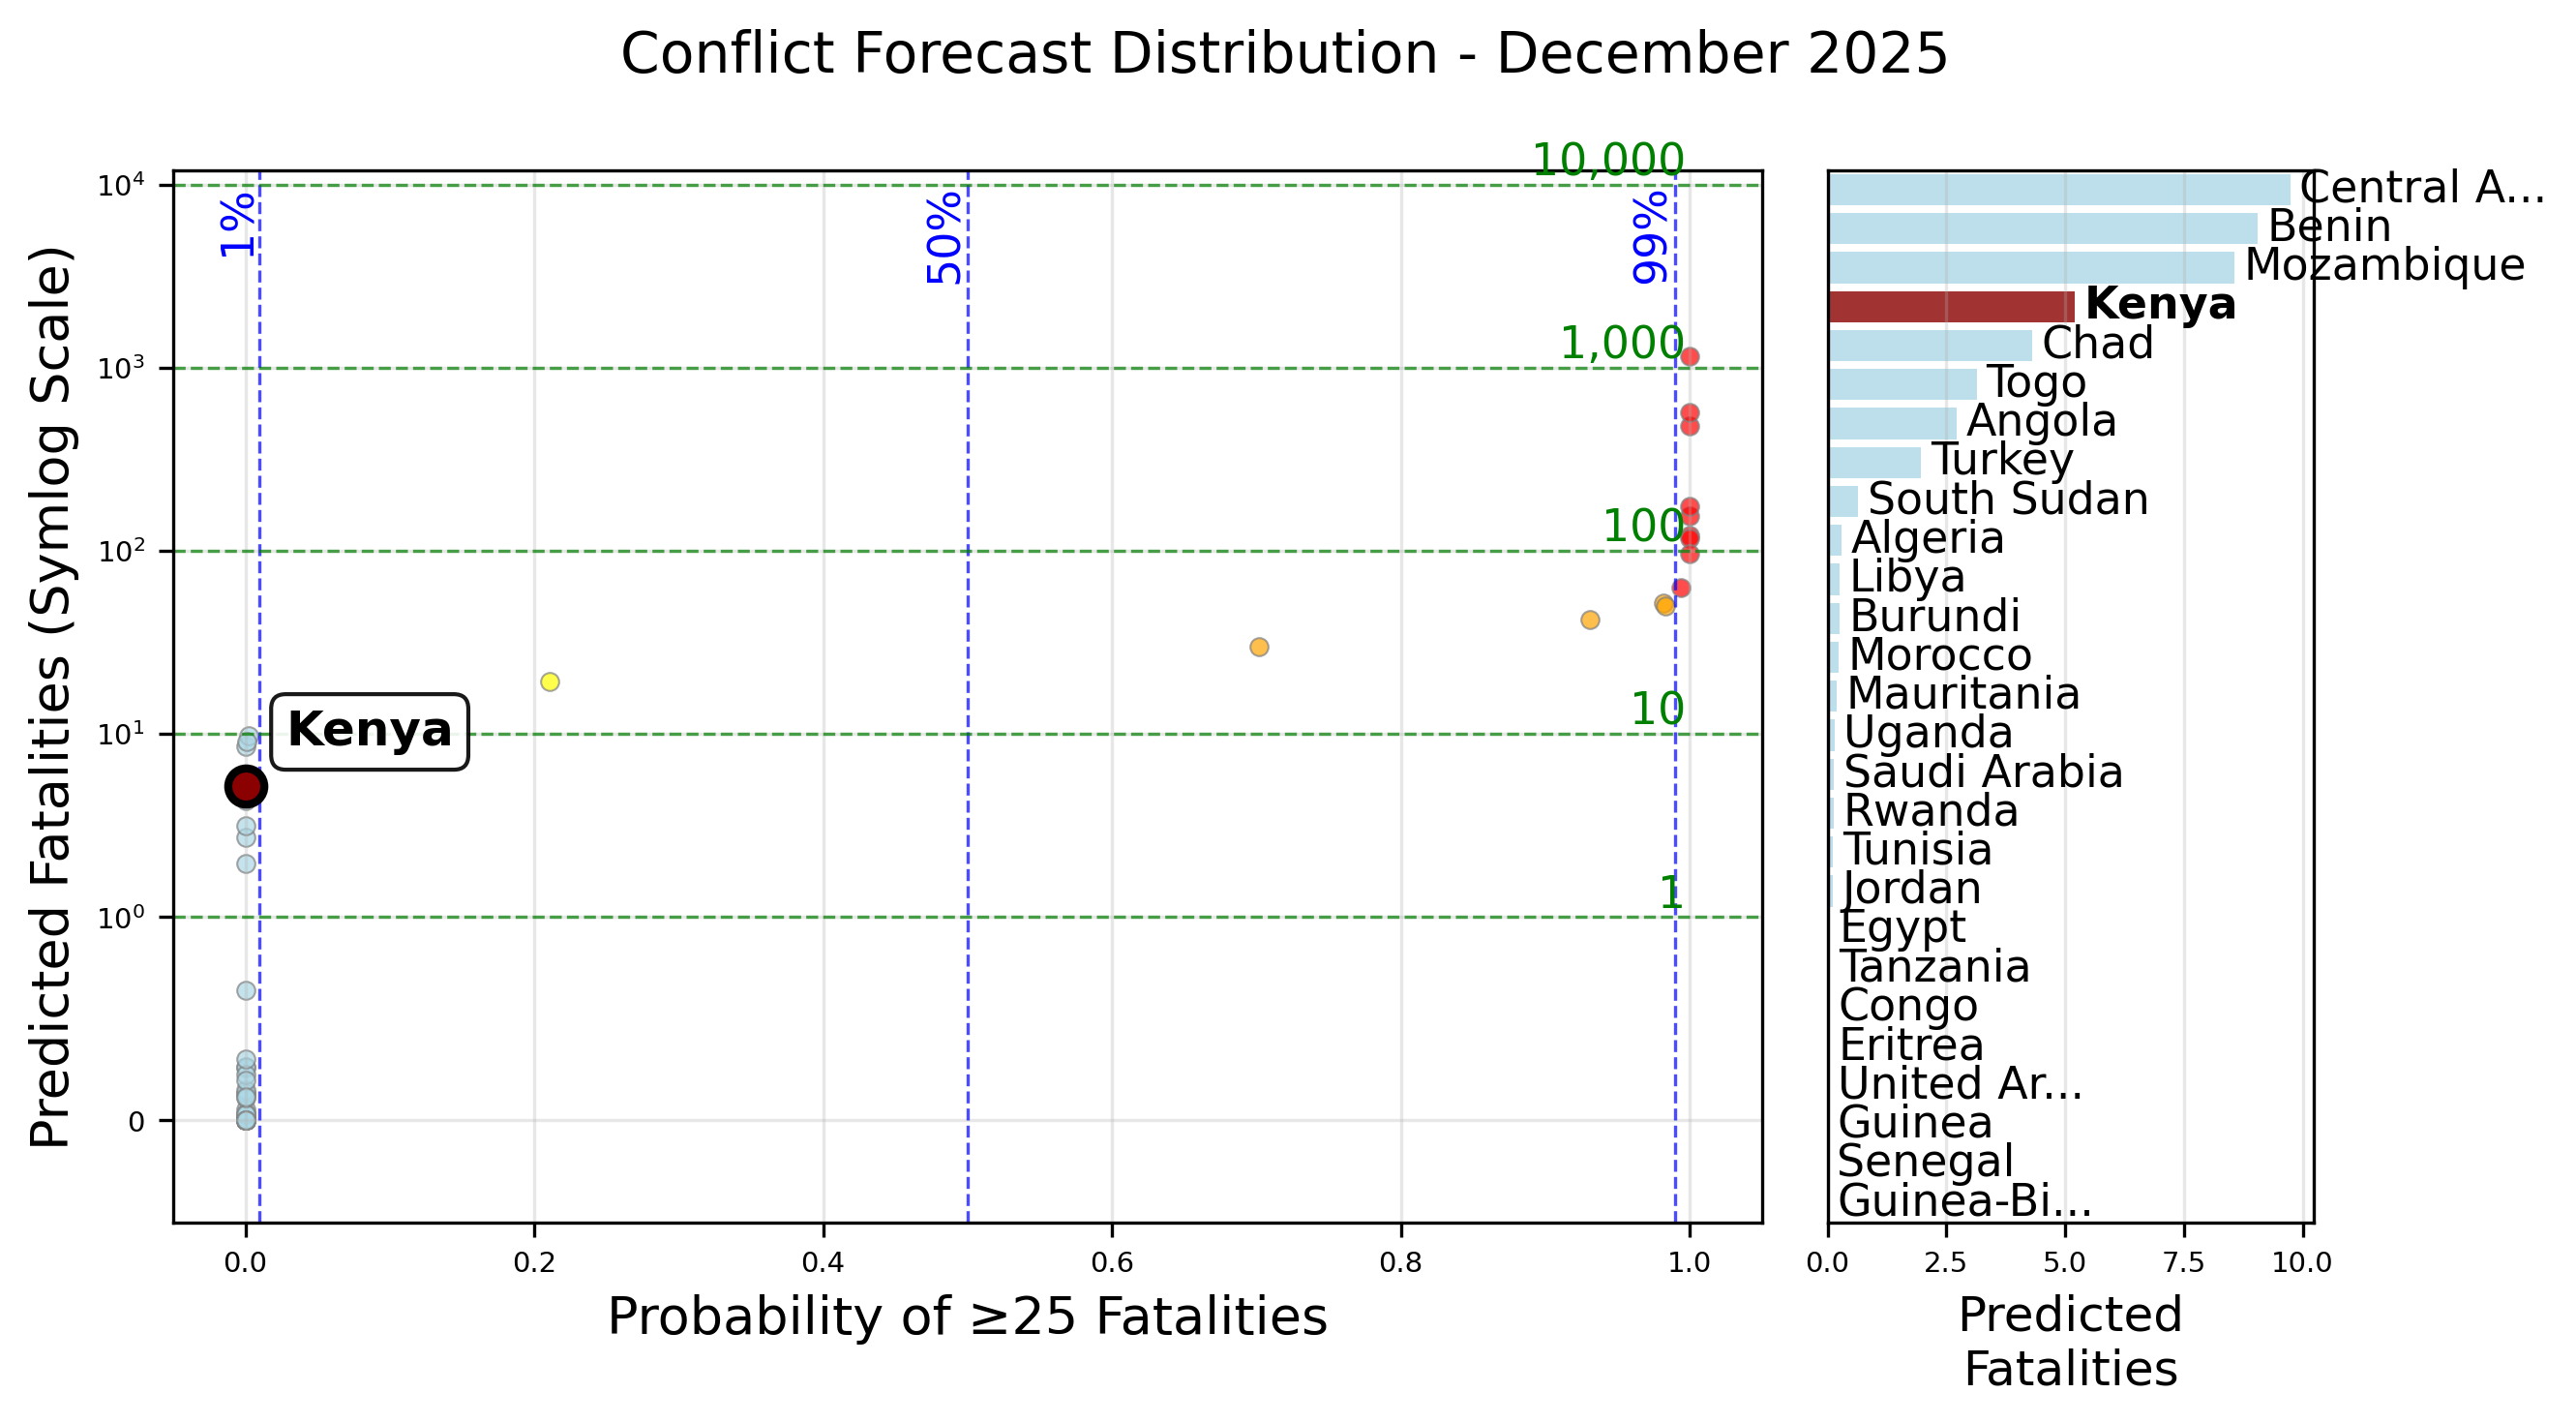 Conflict Forecast Distribution - December 2025
Predicted Fatalities (Symlog Scale)
10⁴
10³
10²
10¹
10⁰
0
1%
50%
99%
10,000
1,000
100
10
1
Kenya
0.0
0.2
0.4
0.6
0.8
1.0
Probability of ≥25 Fatalities
Central A...
Benin
Mozambique
Kenya
Chad
Togo
Angola
Turkey
South Sudan
Algeria
Libya
Burundi
Morocco
Mauritania
Uganda
Saudi Arabia
Rwanda
Tunisia
Jordan
Egypt
Tanzania
Congo
Eritrea
United Ar...
Guinea
Senegal
Guinea-Bi...
0.0
2.5
5.0
7.5
10.0
Predicted
Fatalities